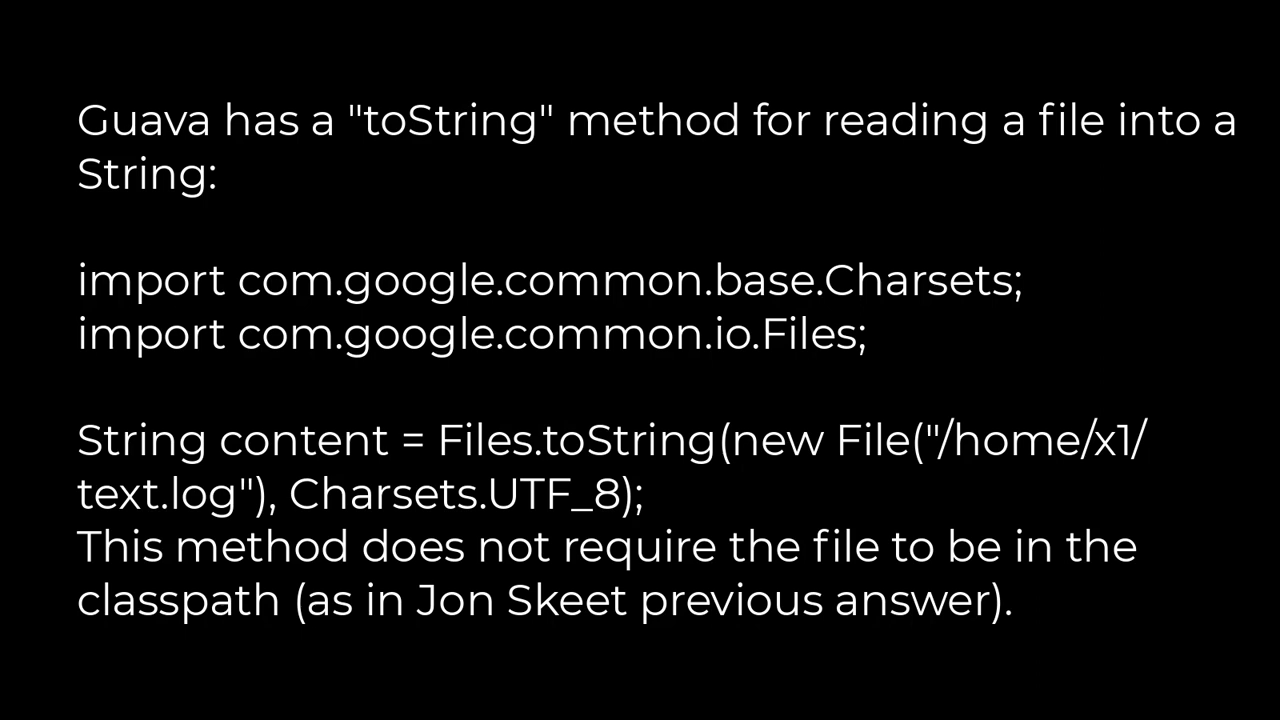 Guava has a "toString" method for reading a file into a
String:
import com.google.common.base.Charsets;
import com.google.common.io.Files;
String content = Files.toString(new File("/home/x1/
text.log"), Charsets.UTF_8);
This method does not require the file to be in the
classpath (as in Jon Skeet previous answer).